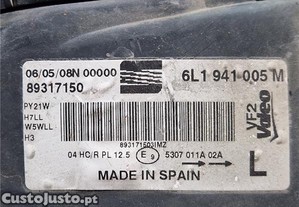 06/05/08N 00000
89317150
6L1 941 005 M
PY21W
H7LL
W5WLL
H3
893171503IMZ
VF2
Valeo
04 HC/R PL 12.5 E9 5307 011A 02A
MADE IN SPAIN
L
CustoJusto.pt